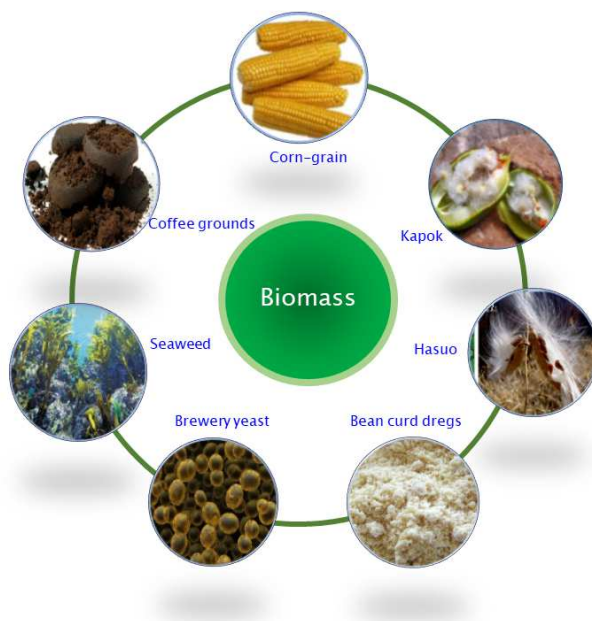 Corn-grain
Coffee grounds
Kapok
Biomass
Seaweed
Hasuo
Brewery yeast
Bean curd dregs